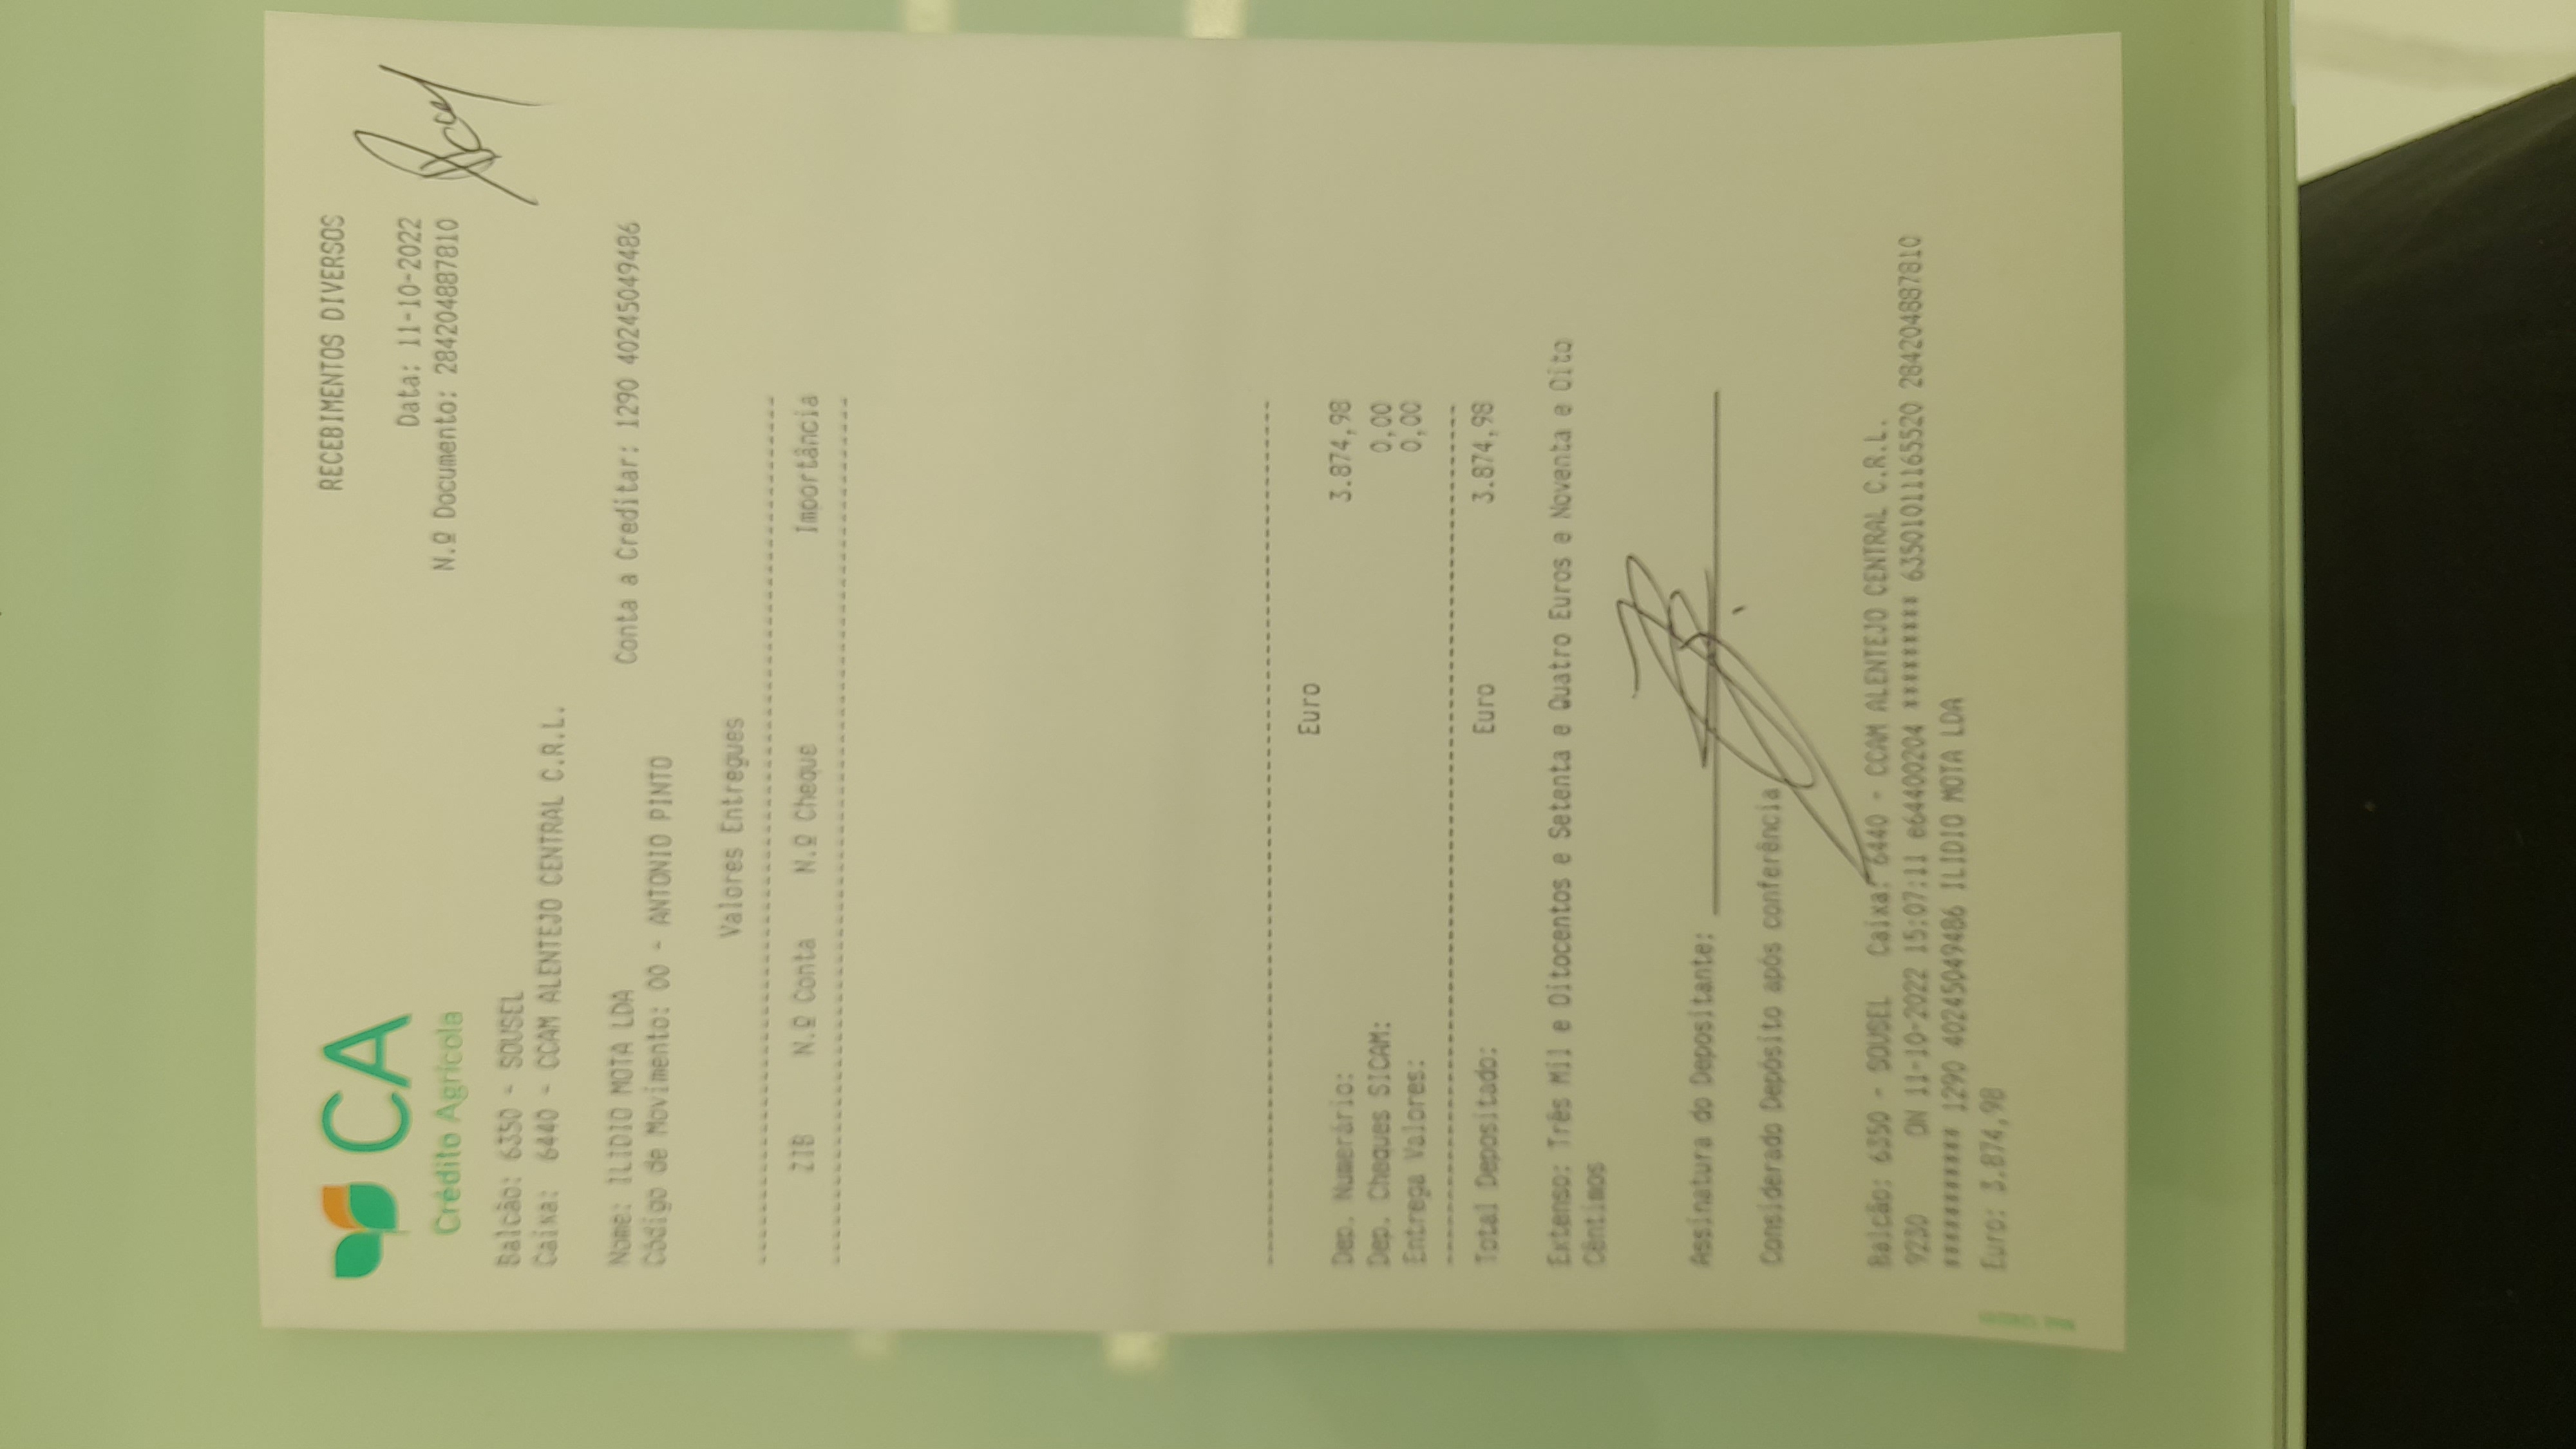 CA
Crédito Agrícola
RECEBIMENTOS DIVERSOS
Data: 11-10-2022
N.º Documento: 284204887810
Balcão: 6350 - SOUSEL
Caixa: 6440 - CCAM ALENTEJO CENTRAL C.R.L.
Nome: ILIDIO MOTA LDA Conta a Creditar: 1290 40245049486
Código de Movimento: 00 - ANTONIO PINTO
Valores Entregues
ZIB N.º Conta N.º Cheque Importância
Euro
Dep. Numerário: 3.874,98
Dep. Cheques SICAM: 0,00
Entrega Valores: 0,00
Total Depositado: Euro 3.874,98
Extenso: Três Mil e Oitocentos e Setenta e Quatro Euros e Noventa e Oito
Cêntimos
Assinatura do Depositante:
Considerado Depósito após conferência
Balcão: 6350 - SOUSEL Caixa: 6440 - CCAM ALENTEJO CENTRAL C.R.L.
9230 ON 11-10-2022 15:07:11 e64400204 ******** 63501011165520 284204887810
********** 1290 40245049486 ILIDIO MOTA LDA
Euro: 3.874,98